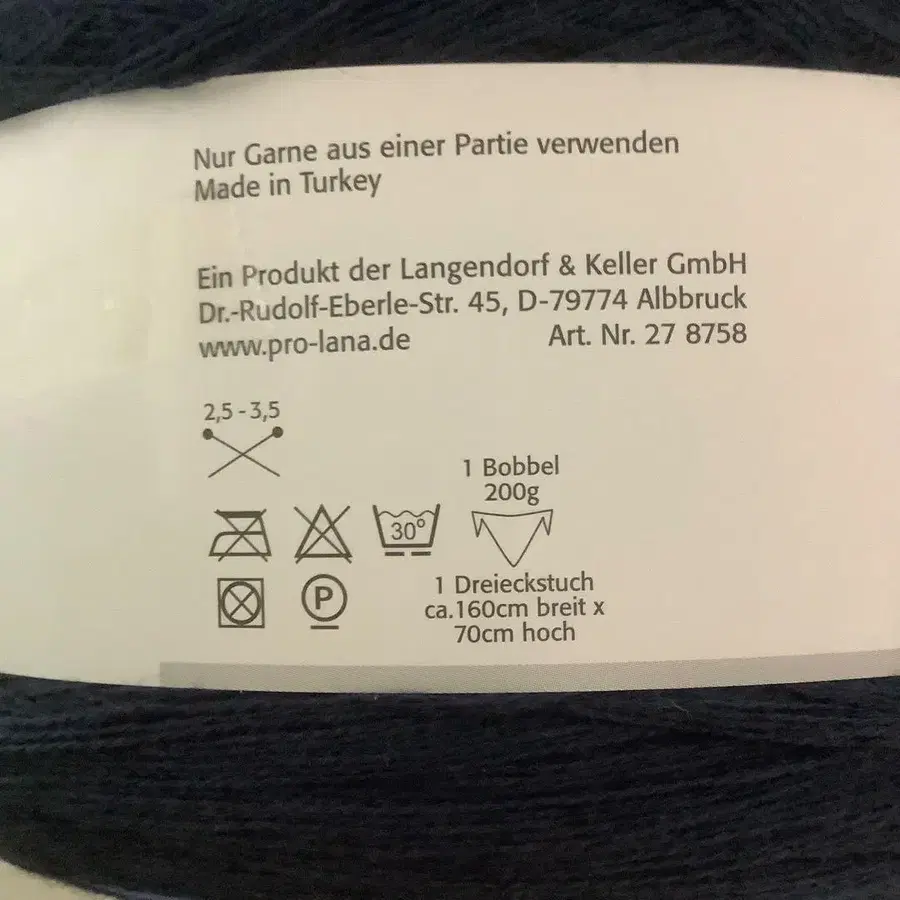 Nur Garne aus einer Partie verwenden
Made in Turkey
Ein Produkt der Langendorf & Keller GmbH
Dr.-Rudolf-Eberle-Str. 45, D-79774 Albbruck
www.pro-lana.de Art. Nr. 27 8758
2,5 - 3,5
1 Bobbel
200g
30°
P
1 Dreieckstuch
ca.160cm breit x
70cm hoch